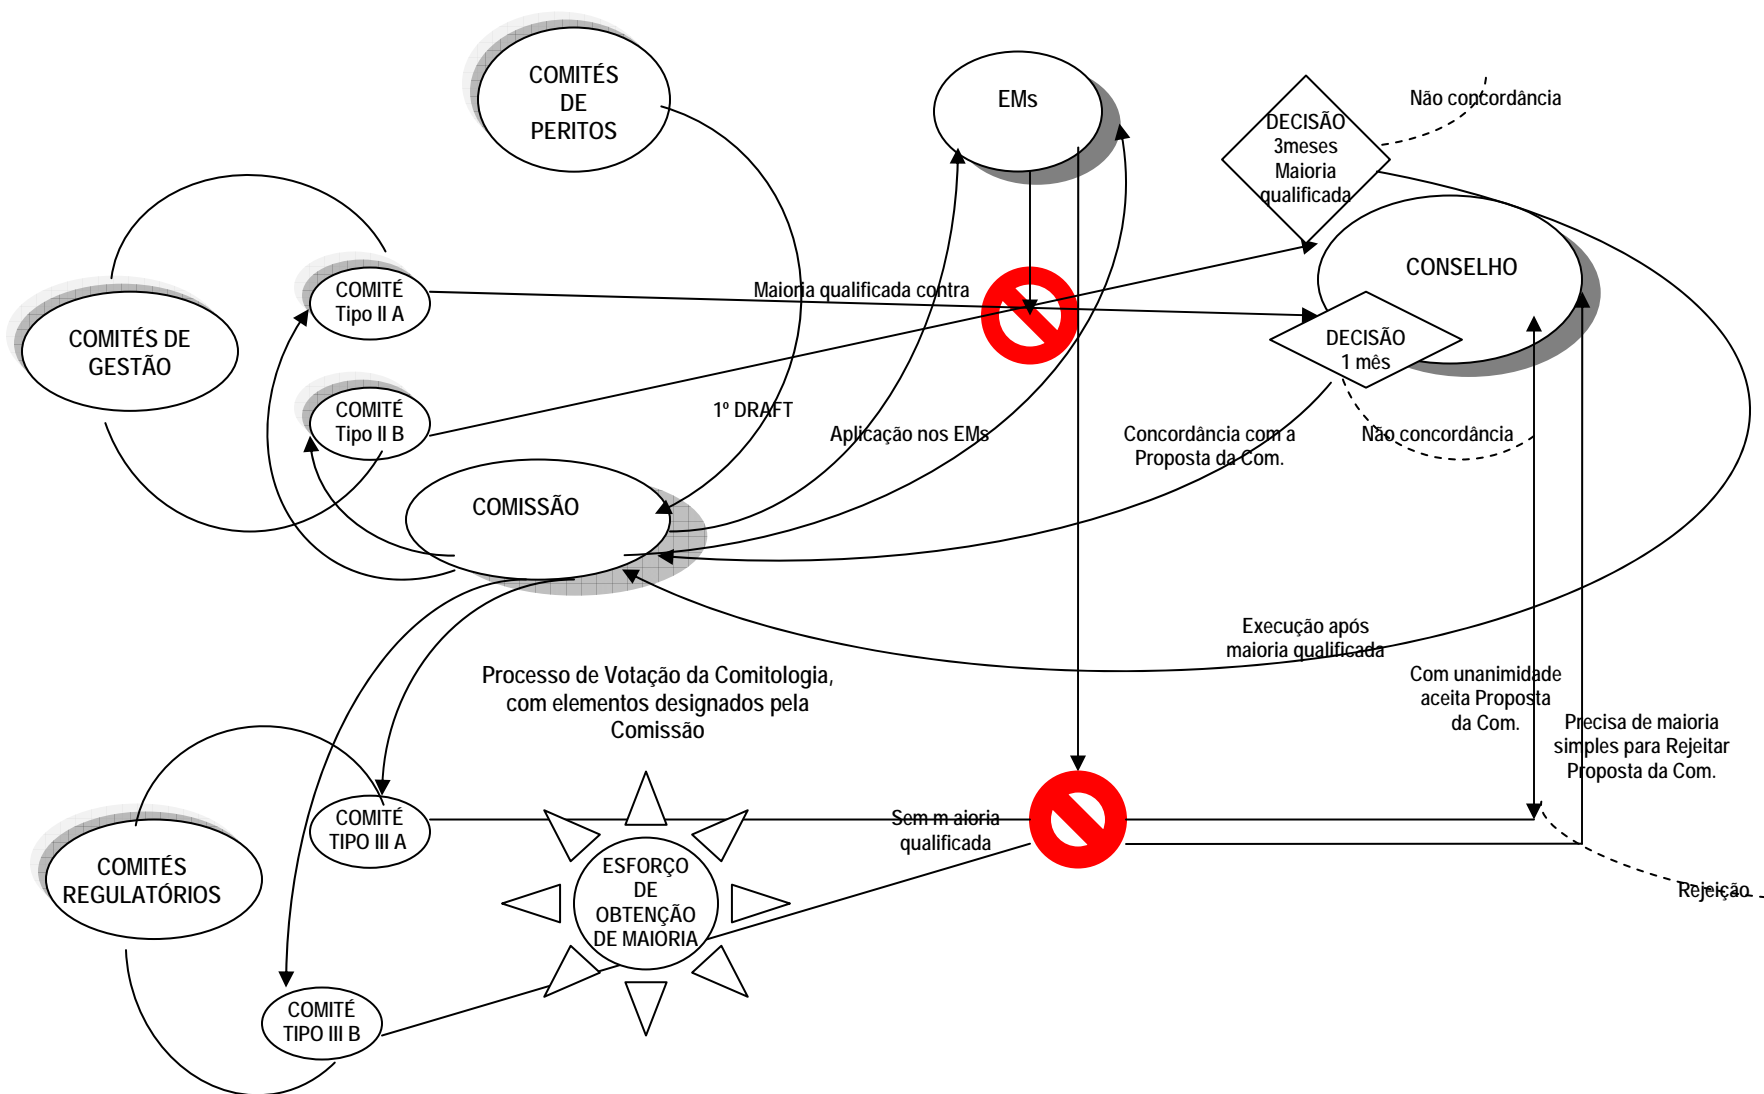 COMITÉS
DE
PERITOS
EMs
DECISÃO
3meses
Maioria
qualificada
Não concordância
CONSELHO
COMITÉ
Tipo II A
Maioria qualificada contra
COMITÉS DE
GESTÃO
DECISÃO
1 mês
COMITÉ
Tipo II B
1º DRAFT
Aplicação nos EMs
Concordância com a
Proposta da Com.
Não concordância
COMISSÃO
Execução após
maioria qualificada
Processo de Votação da Comitologia,
com elementos designados pela
Comissão
Com unanimidade
aceita Proposta
da Com.
Precisa de maioria
simples para Rejeitar
Proposta da Com.
COMITÉ
TIPO III A
Sem m aioria
qualificada
COMITÉS
REGULATÓRIOS
ESFORÇO
DE
OBTENÇÃO
DE MAIORIA
Rejeição
COMITÉ
TIPO III B